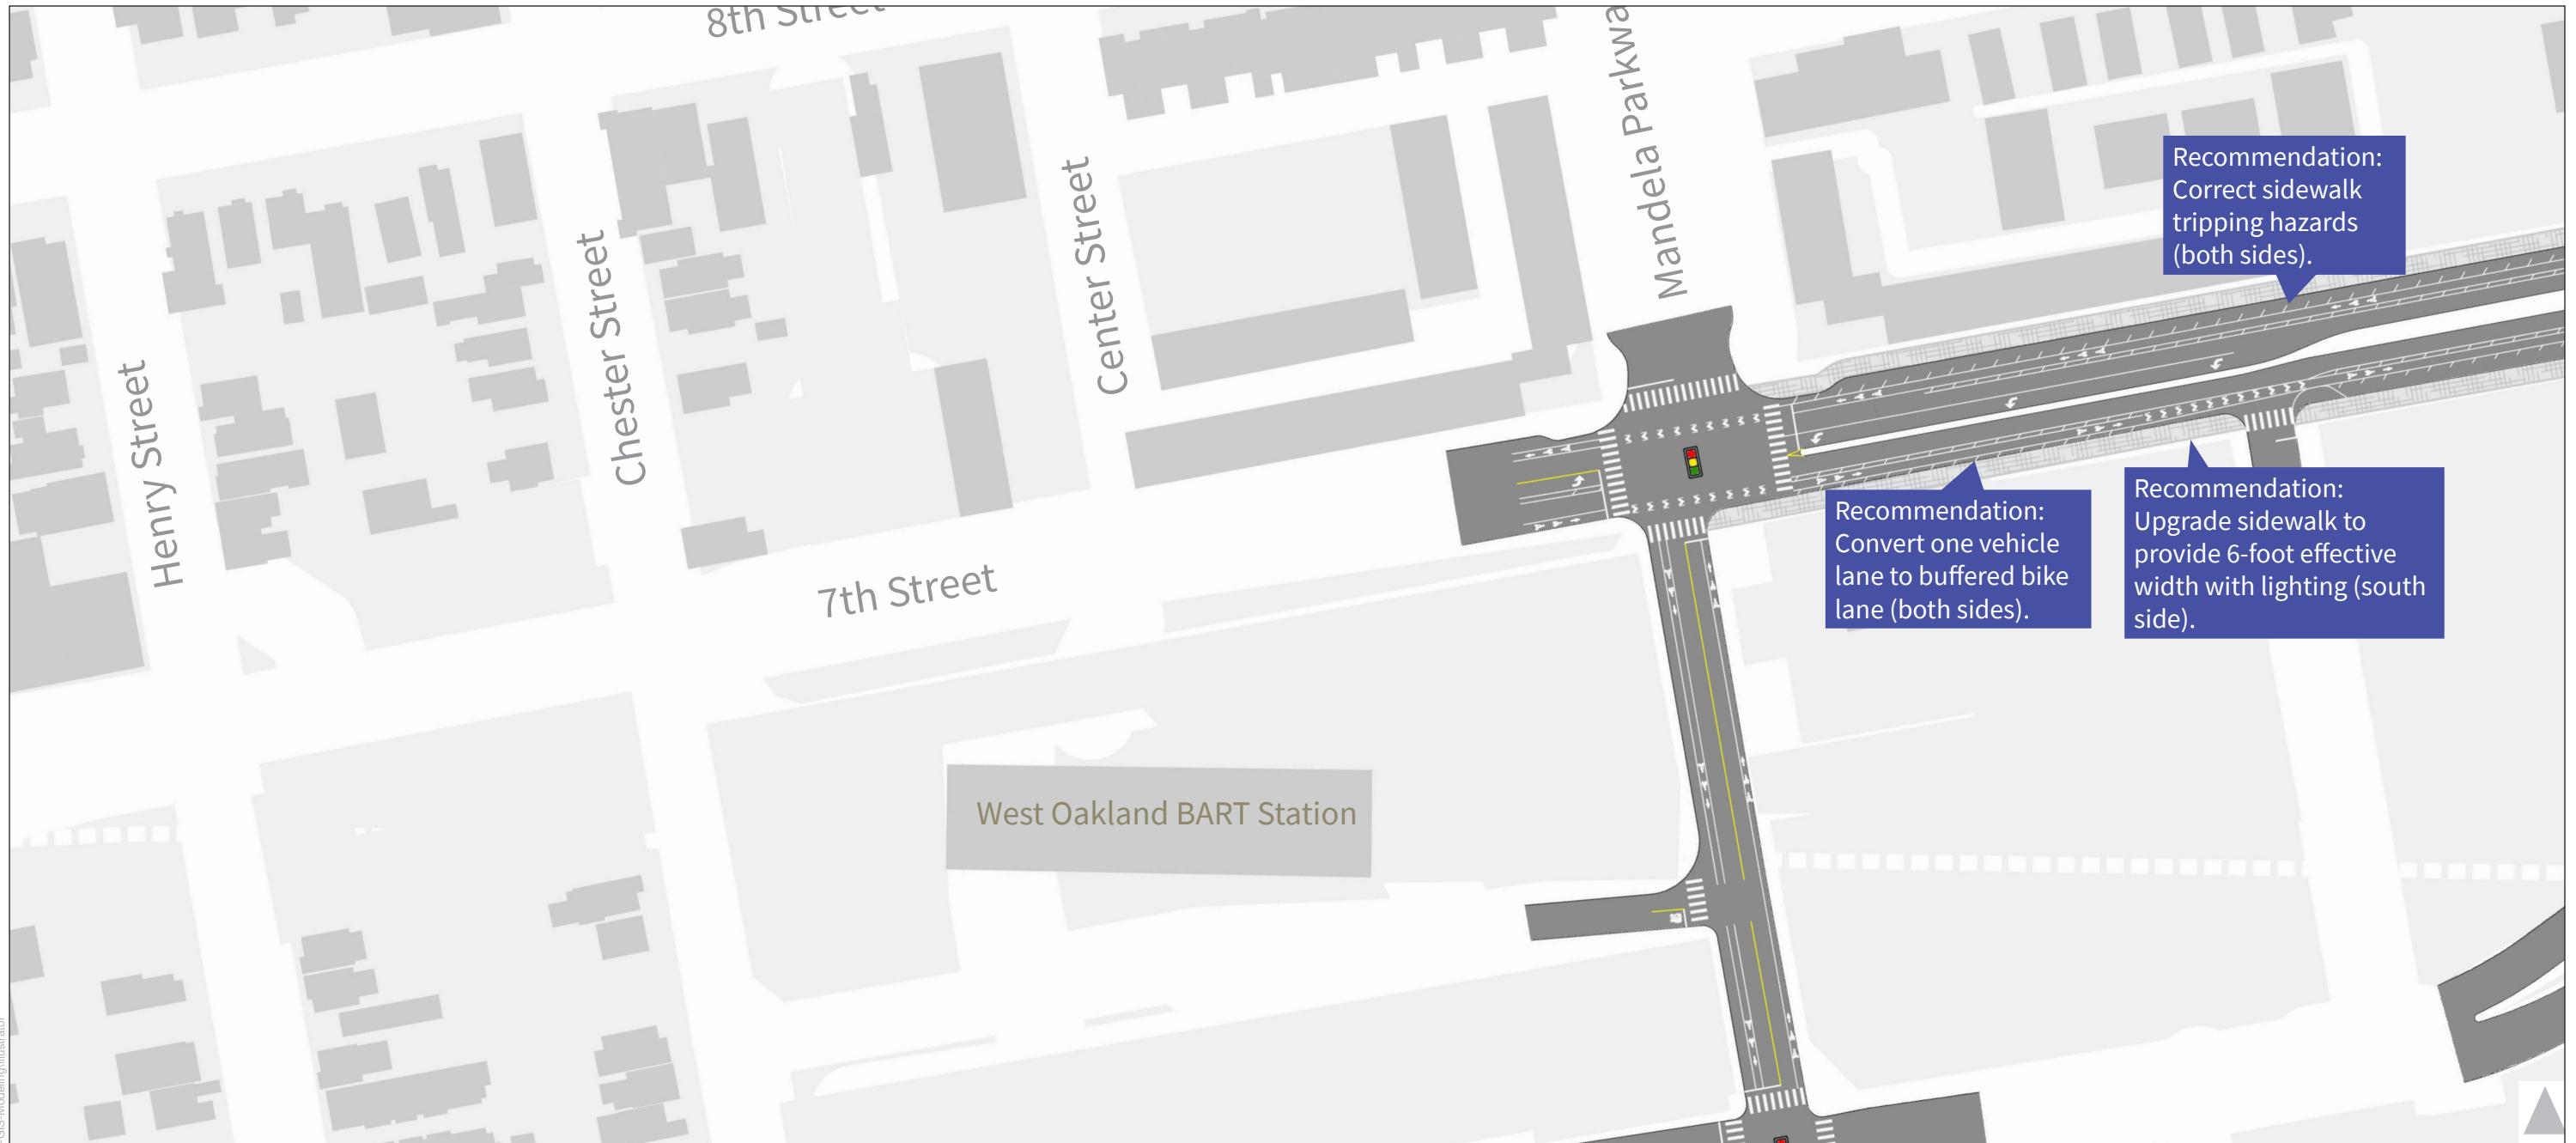 8th Street
Mandela Parkwa
Recommendation:
Correct sidewalk
tripping hazards
(both sides).
Center Street
Chester Street
Henry Street
Recommendation:
Convert one vehicle
lane to buffered bike
lane (both sides).
Recommendation:
Upgrade sidewalk to
provide 6-foot effective
width with lighting (south
side).
7th Street
West Oakland BART Station